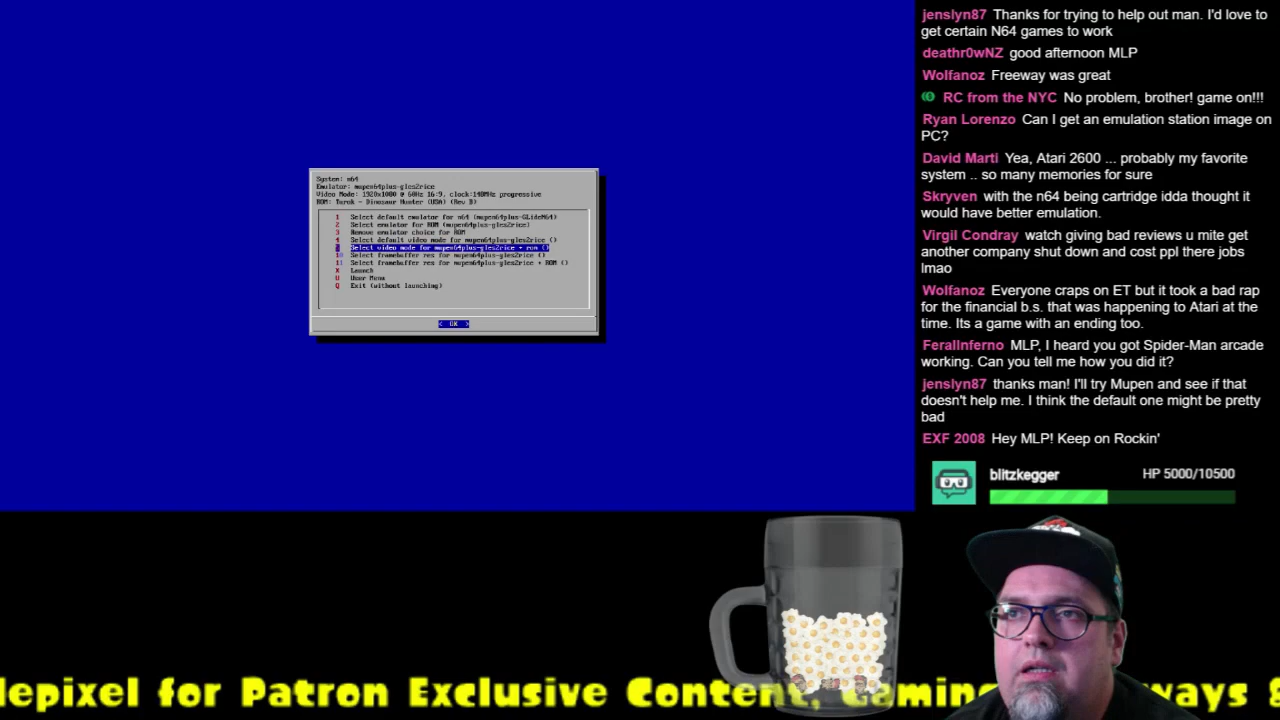 System: n64
Emulator: mupen64plus-gles2rice
Video Mode: 1920x1080 @ 60Hz 16:9, clock:148MHz progressive
ROM: Turok - Dinosaur Hunter (USA) (Rev B)
1 Select default emulator for n64 (mupen64plus-GLideN64)
2 Select emulator for ROM (mupen64plus-gles2rice)
3 Remove emulator choice for ROM
4 Select default video mode for mupen64plus-gles2rice ()
Select video mode for mupen64plus-gles2rice + rom ()
10 Select framebuffer res for mupen64plus-gles2rice ()
11 Select framebuffer res for mupen64plus-gles2rice + ROM ()
X Launch
U User Menu
Q Exit (without launching)
< OK >
jenslyn87 Thanks for trying to help out man. I'd love to
get certain N64 games to work
deathr0wNZ good afternoon MLP
Wolfanoz Freeway was great
RC from the NYC No problem, brother! game on!!!
Ryan Lorenzo Can I get an emulation station image on
PC?
David Marti Yea, Atari 2600 ... probably my favorite
system .. so many memories for sure
Skryven with the n64 being cartridge idda thought it
would have better emulation.
Virgil Condray watch giving bad reviews u mite get
another company shut down and cost ppl there jobs
lmao
Wolfanoz Everyone craps on ET but it took a bad rap
for the financial b.s. that was happening to Atari at the
time. Its a game with an ending too.
FeralInferno MLP, I heard you got Spider-Man arcade
working. Can you tell me how you did it?
jenslyn87 thanks man! I'll try Mupen and see if that
doesn't help me. I think the default one might be pretty
bad
EXF 2008 Hey MLP! Keep on Rockin'
blitzkegger HP 5000/10500
lepixel for Patron Exclusive Content, Gaming ways &